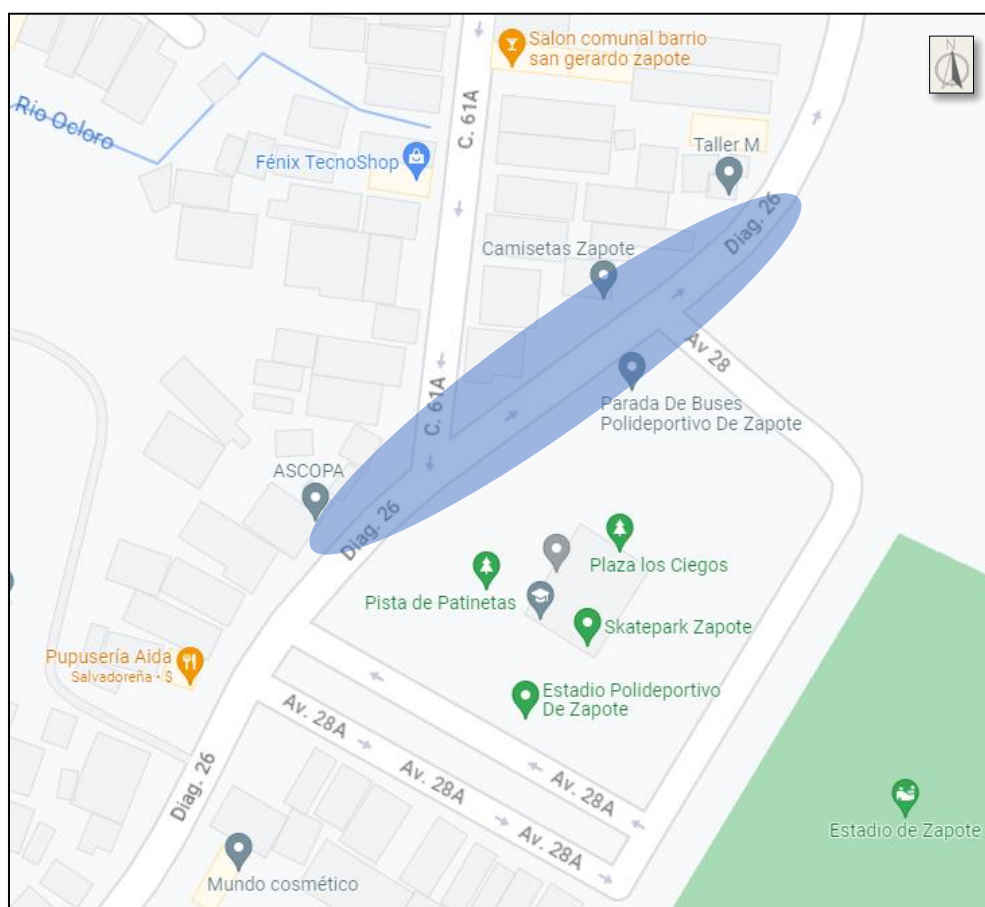 N
Salon comunal barrio
san gerardo zapote
C. 61A
Rio Ocloro
Fénix TecnoShop
Taller M
Diag. 26
Camisetas Zapote
Av 28
Parada De Buses
Polideportivo De Zapote
C. 61A
ASCOPA
Diag. 26
Plaza los Ciegos
Pista de Patinetas
Skatepark Zapote
Pupusería Aida
Salvadoreña · $
Estadio Polideportivo
De Zapote
Av. 28A
Av. 28A
Av. 28A
Av. 28A
Diag. 26
Estadio de Zapote
Mundo cosmético